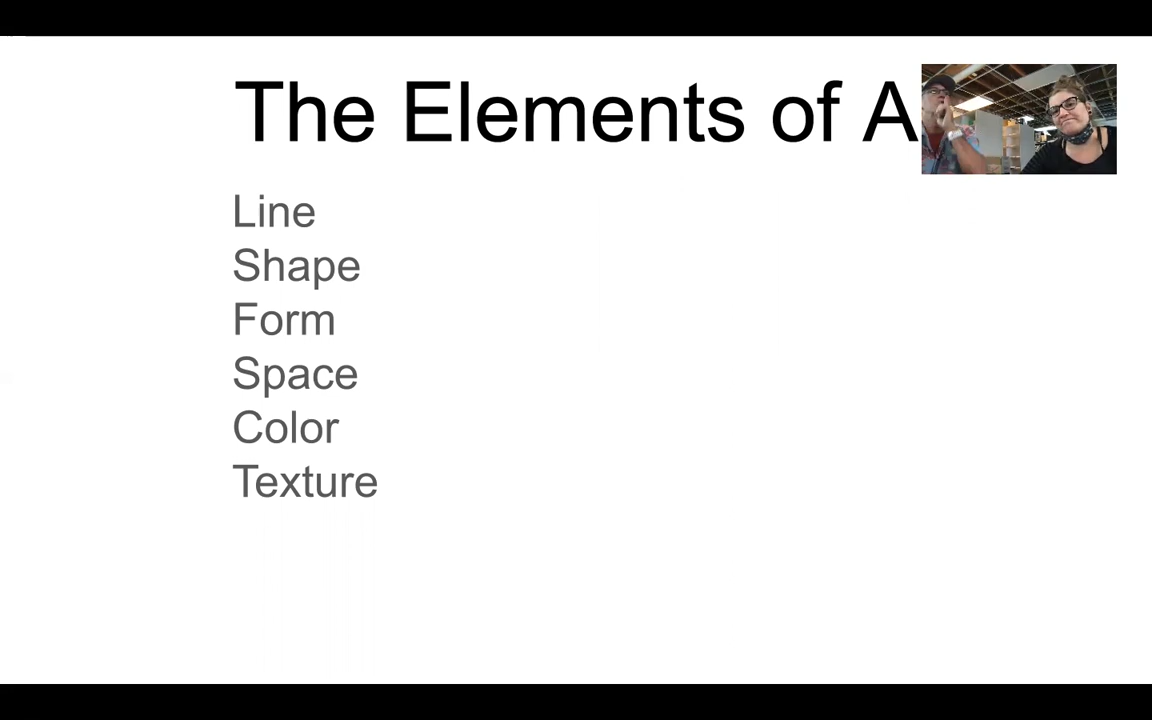 The Elements of A
Line
Shape
Form
Space
Color
Texture